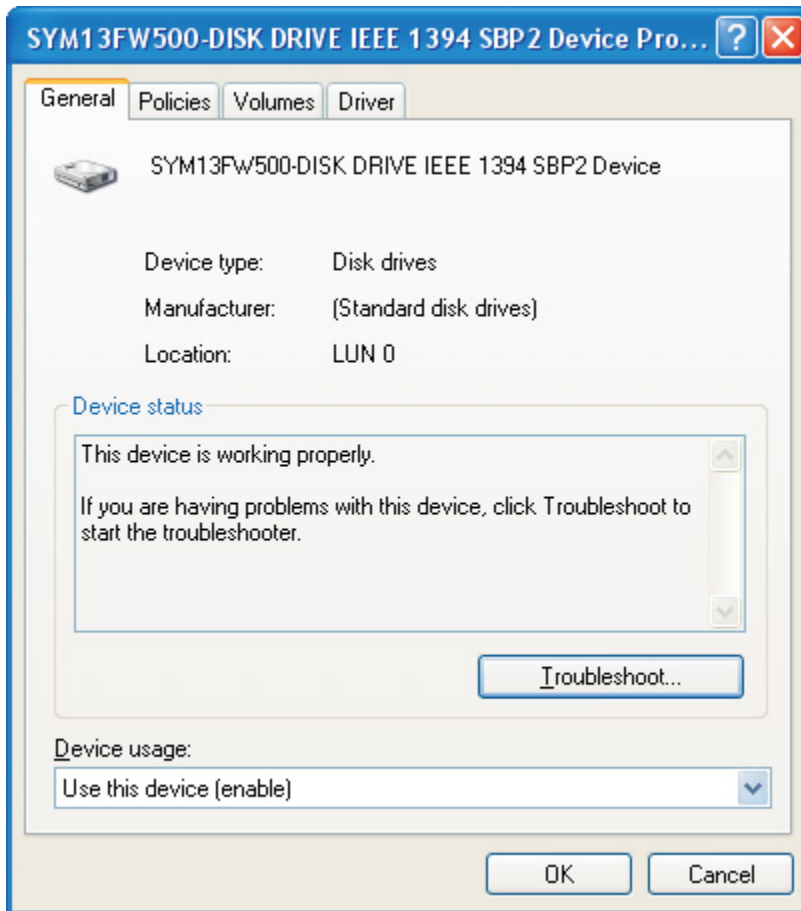 SYM13FW500-DISK DRIVE IEEE 1394 SBP2 Device Pro...
General Policies Volumes Driver
SYM13FW500-DISK DRIVE IEEE 1394 SBP2 Device
Device type: Disk drives
Manufacturer: (Standard disk drives)
Location: LUN 0
Device status
This device is working properly.
If you are having problems with this device, click Troubleshoot to
start the troubleshooter.
Troubleshoot...
Device usage:
Use this device (enable)
OK Cancel